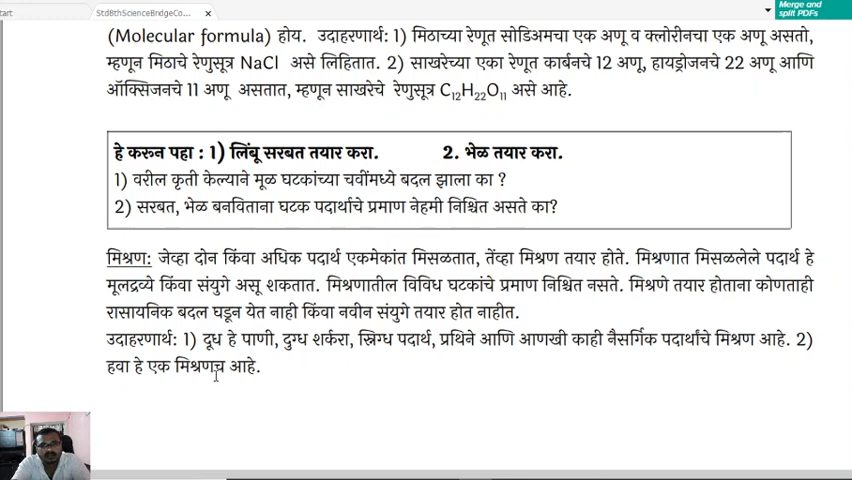 tart
Std8thScienceBridgeCo...
Merge and
split PDFs
(Molecular formula) होय. उदाहरणार्थ: 1) मिठाच्या रेणूत सोडिअमचा एक अणू व क्लोरीनचा एक अणू असतो,
म्हणून मिठाचे रेणुसूत्र NaCl असे लिहितात. 2) साखरेच्या एका रेणूत कार्बनचे 12 अणू, हायड्रोजनचे 22 अणू आणि
ऑक्सिजनचे 11 अणू असतात, म्हणून साखरेचे रेणुसूत्र C₁₂H₂₂O₁₁ असे आहे.
हे करून पहा : 1) लिंबू सरबत तयार करा. 2. भेळ तयार करा.
1) वरील कृती केल्याने मूळ घटकांच्या चवींमध्ये बदल झाला का ?
2) सरबत, भेळ बनविताना घटक पदार्थाचे प्रमाण नेहमी निश्चित असते का?
मिश्रण: जेव्हा दोन किंवा अधिक पदार्थ एकमेकांत मिसळतात, तेंव्हा मिश्रण तयार होते. मिश्रणात मिसळलेले पदार्थ हे
मूलद्रव्ये किंवा संयुगे असू शकतात. मिश्रणातील विविध घटकांचे प्रमाण निश्चित नसते. मिश्रणे तयार होताना कोणताही
रासायनिक बदल घडून येत नाही किंवा नवीन संयुगे तयार होत नाहीत.
उदाहरणार्थ: 1) दूध हे पाणी, दुग्ध शर्करा, स्निग्ध पदार्थ, प्रथिने आणि आणखी काही नैसर्गिक पदार्थांचे मिश्रण आहे. 2)
हवा हे एक मिश्रणच आहे.